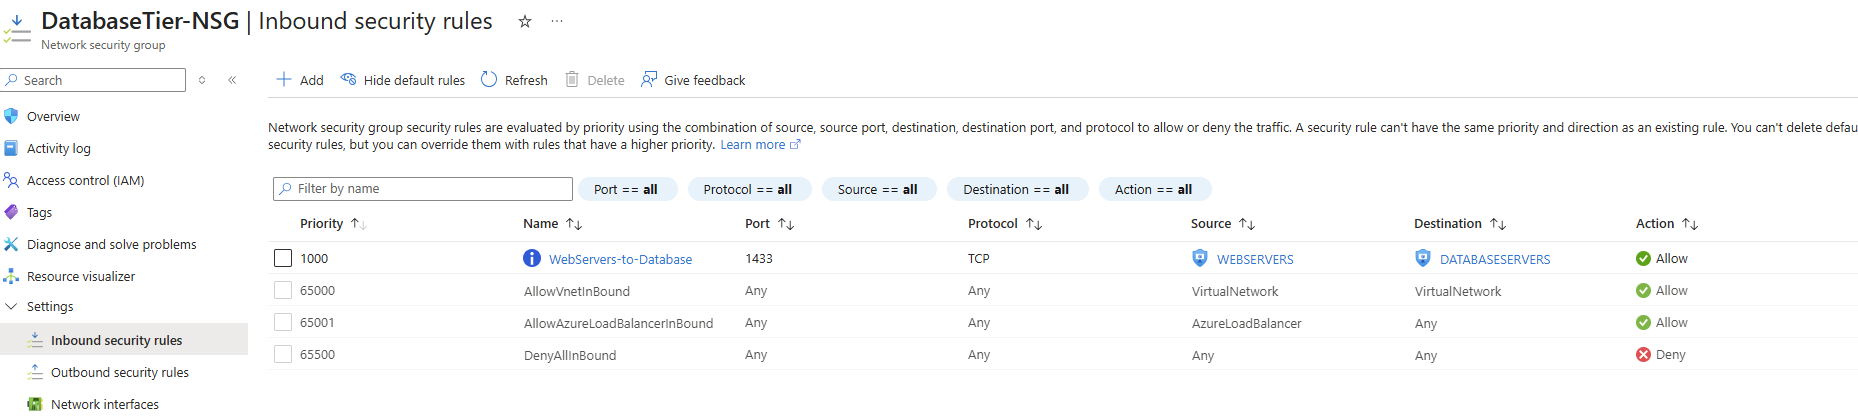 DatabaseTier-NSG | Inbound security rules
Network security group
Search
Add Hide default rules Refresh Delete Give feedback
Overview
Activity log
Access control (IAM)
Tags
Diagnose and solve problems
Resource visualizer
Settings
Inbound security rules
Outbound security rules
Network interfaces
Network security group security rules are evaluated by priority using the combination of source, source port, destination, destination port, and protocol to allow or deny the traffic. A security rule can't have the same priority and direction as an existing rule. You can't delete defau
security rules, but you can override them with rules that have a higher priority. Learn more
Filter by name Port == all Protocol == all Source == all Destination == all Action == all
Priority Name Port Protocol Source Destination Action
1000 WebServers-to-Database 1433 TCP WEBSERVERS DATABASESERVERS Allow
65000 AllowVnetInBound Any Any VirtualNetwork VirtualNetwork Allow
65001 AllowAzureLoadBalancerInBound Any Any AzureLoadBalancer Any Allow
65500 DenyAllInBound Any Any Any Any Deny